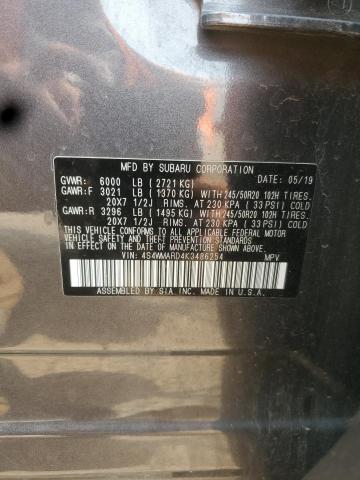 MFD BY SUBARU CORPORATION
GVWR: 6000 LB (2721 KG) DATE: 05/19
GAWR:F 3021 LB (1370 KG) WITH 245/50R20 102H TIRES,
20X7 1/2J RIMS, AT 230 KPA (33 PSI) COLD
GAWR:R 3296 LB (1495 KG) WITH 245/50R20 102H TIRES,
20X7 1/2J RIMS, AT 230 KPA (33 PSI) COLD
THIS VEHICLE CONFORMS TO ALL APPLICABLE FEDERAL MOTOR
VEHICLE SAFETY STANDARDS IN EFFECT ON THE
DATE OF MANUFACTURE SHOWN ABOVE.
VIN: 4S4WMARD4K3486254 MPV
ASSEMBLED BY SIA, INC. MADE IN U.S.A.